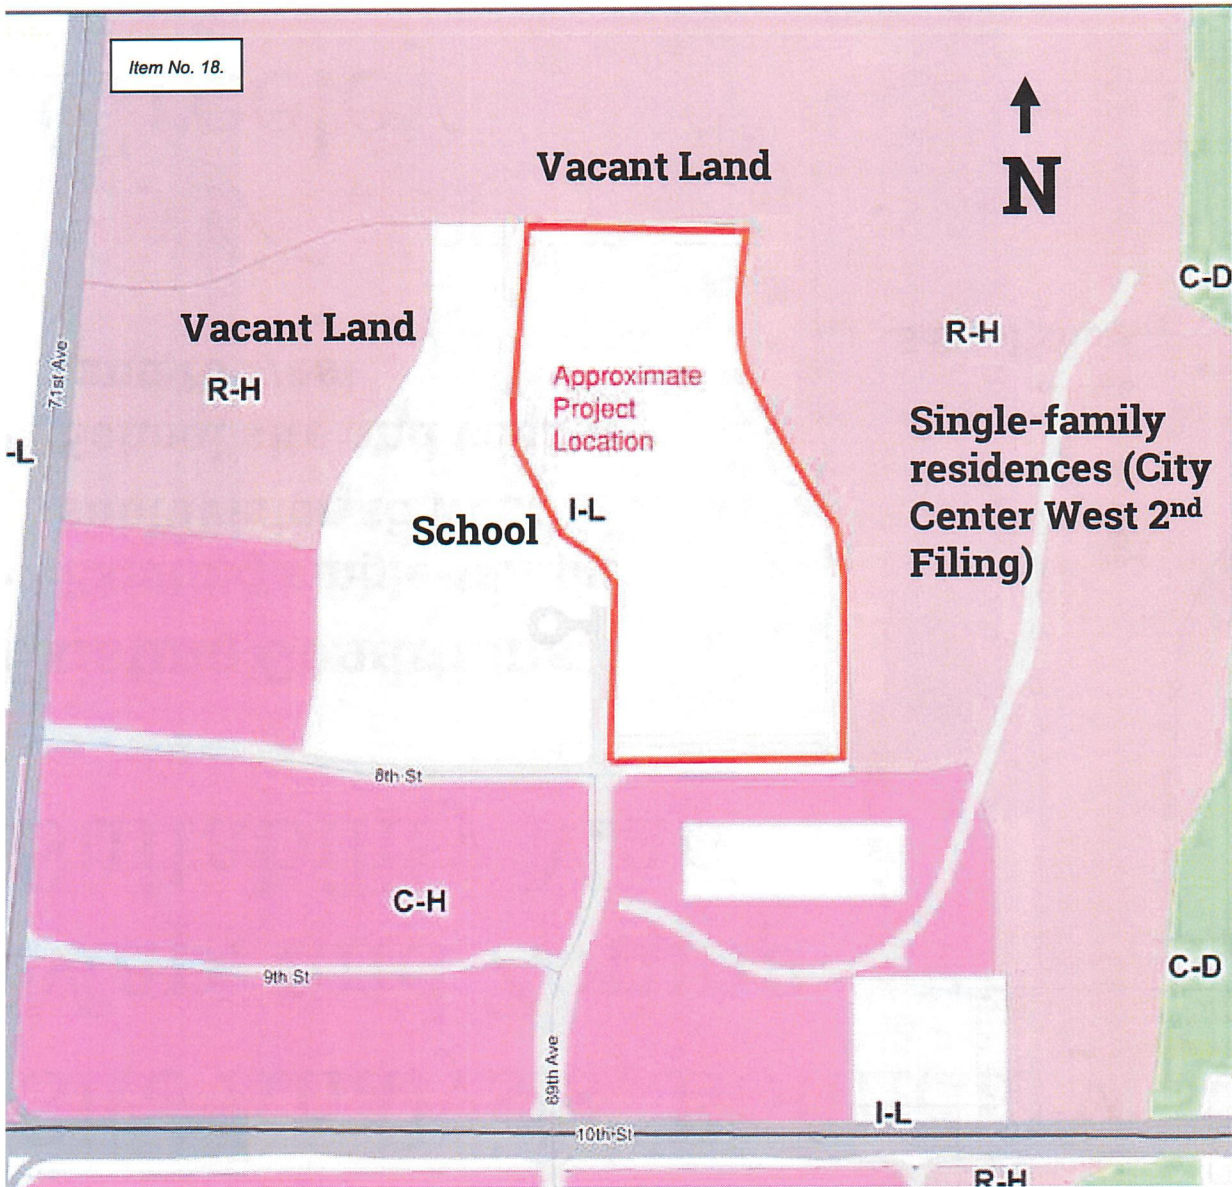 Item No. 18.
Vacant Land
N
C-D
Vacant Land
R-H
R-H
71st Ave
Approximate
Project
Location
-L
Single-family
residences (City
Center West 2nd
Filing)
I-L
School
8th St
C-H
9th St
C-D
69th Ave
I-L
10th St
R-H